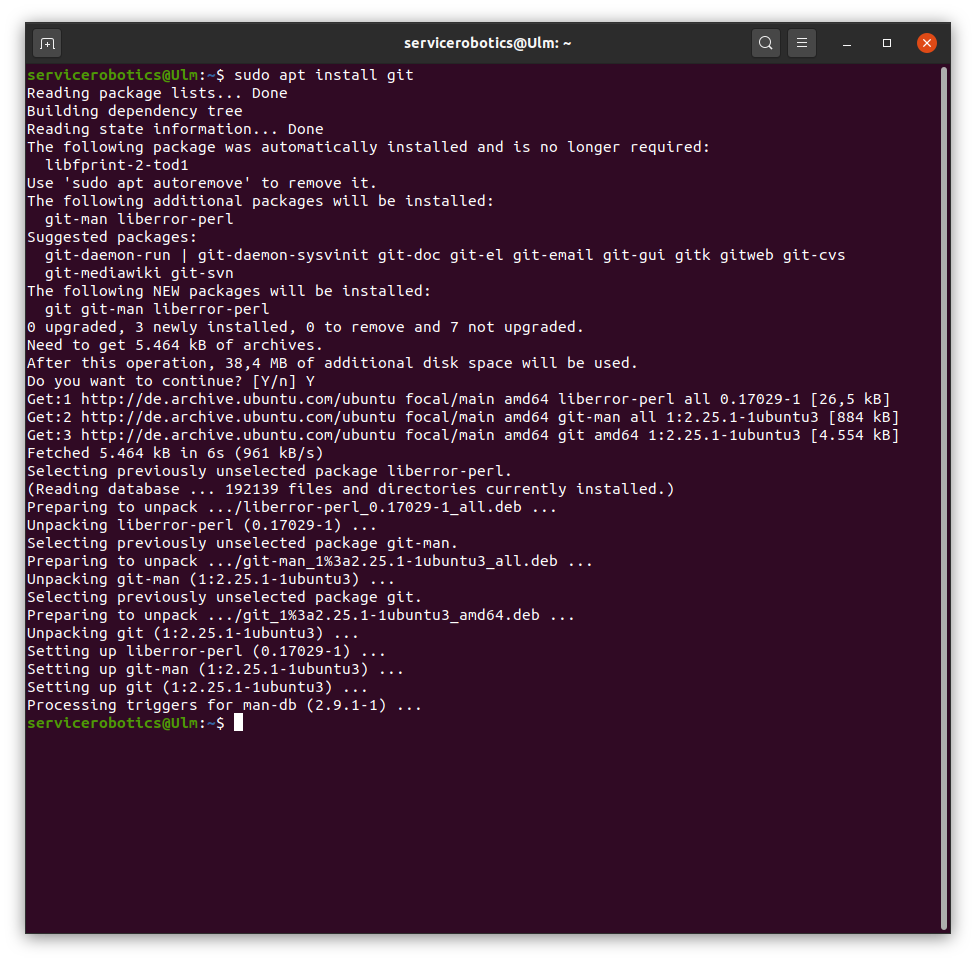 servicerobotics@Ulm: ~
servicerobotics@Ulm:~$ sudo apt install git
Reading package lists... Done
Building dependency tree
Reading state information... Done
The following package was automatically installed and is no longer required:
  libfprint-2-tod1
Use 'sudo apt autoremove' to remove it.
The following additional packages will be installed:
  git-man liberror-perl
Suggested packages:
  git-daemon-run | git-daemon-sysvinit git-doc git-el git-email git-gui gitk gitweb git-cvs
  git-mediawiki git-svn
The following NEW packages will be installed:
  git git-man liberror-perl
0 upgraded, 3 newly installed, 0 to remove and 7 not upgraded.
Need to get 5.464 kB of archives.
After this operation, 38,4 MB of additional disk space will be used.
Do you want to continue? [Y/n] Y
Get:1 http://de.archive.ubuntu.com/ubuntu focal/main amd64 liberror-perl all 0.17029-1 [26,5 kB]
Get:2 http://de.archive.ubuntu.com/ubuntu focal/main amd64 git-man all 1:2.25.1-1ubuntu3 [884 kB]
Get:3 http://de.archive.ubuntu.com/ubuntu focal/main amd64 git amd64 1:2.25.1-1ubuntu3 [4.554 kB]
Fetched 5.464 kB in 6s (961 kB/s)
Selecting previously unselected package liberror-perl.
(Reading database ... 192139 files and directories currently installed.)
Preparing to unpack .../liberror-perl_0.17029-1_all.deb ...
Unpacking liberror-perl (0.17029-1) ...
Selecting previously unselected package git-man.
Preparing to unpack .../git-man_1%3a2.25.1-1ubuntu3_all.deb ...
Unpacking git-man (1:2.25.1-1ubuntu3) ...
Selecting previously unselected package git.
Preparing to unpack .../git_1%3a2.25.1-1ubuntu3_amd64.deb ...
Unpacking git (1:2.25.1-1ubuntu3) ...
Setting up liberror-perl (0.17029-1) ...
Setting up git-man (1:2.25.1-1ubuntu3) ...
Setting up git (1:2.25.1-1ubuntu3) ...
Processing triggers for man-db (2.9.1-1) ...
servicerobotics@Ulm:~$